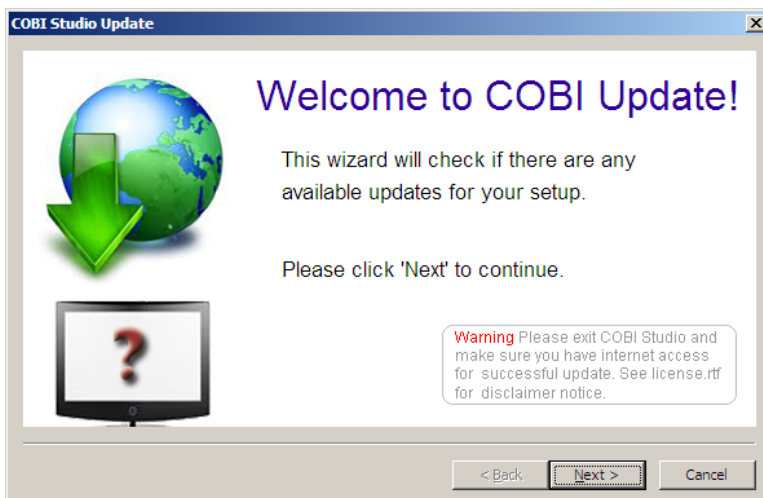 COBI Studio Update
Welcome to COBI Update!
This wizard will check if there are any
available updates for your setup.
Please click 'Next' to continue.
?
Warning Please exit COBI Studio and
make sure you have internet access
for successful update. See license.rtf
for disclaimer notice.
< Back
Next >
Cancel